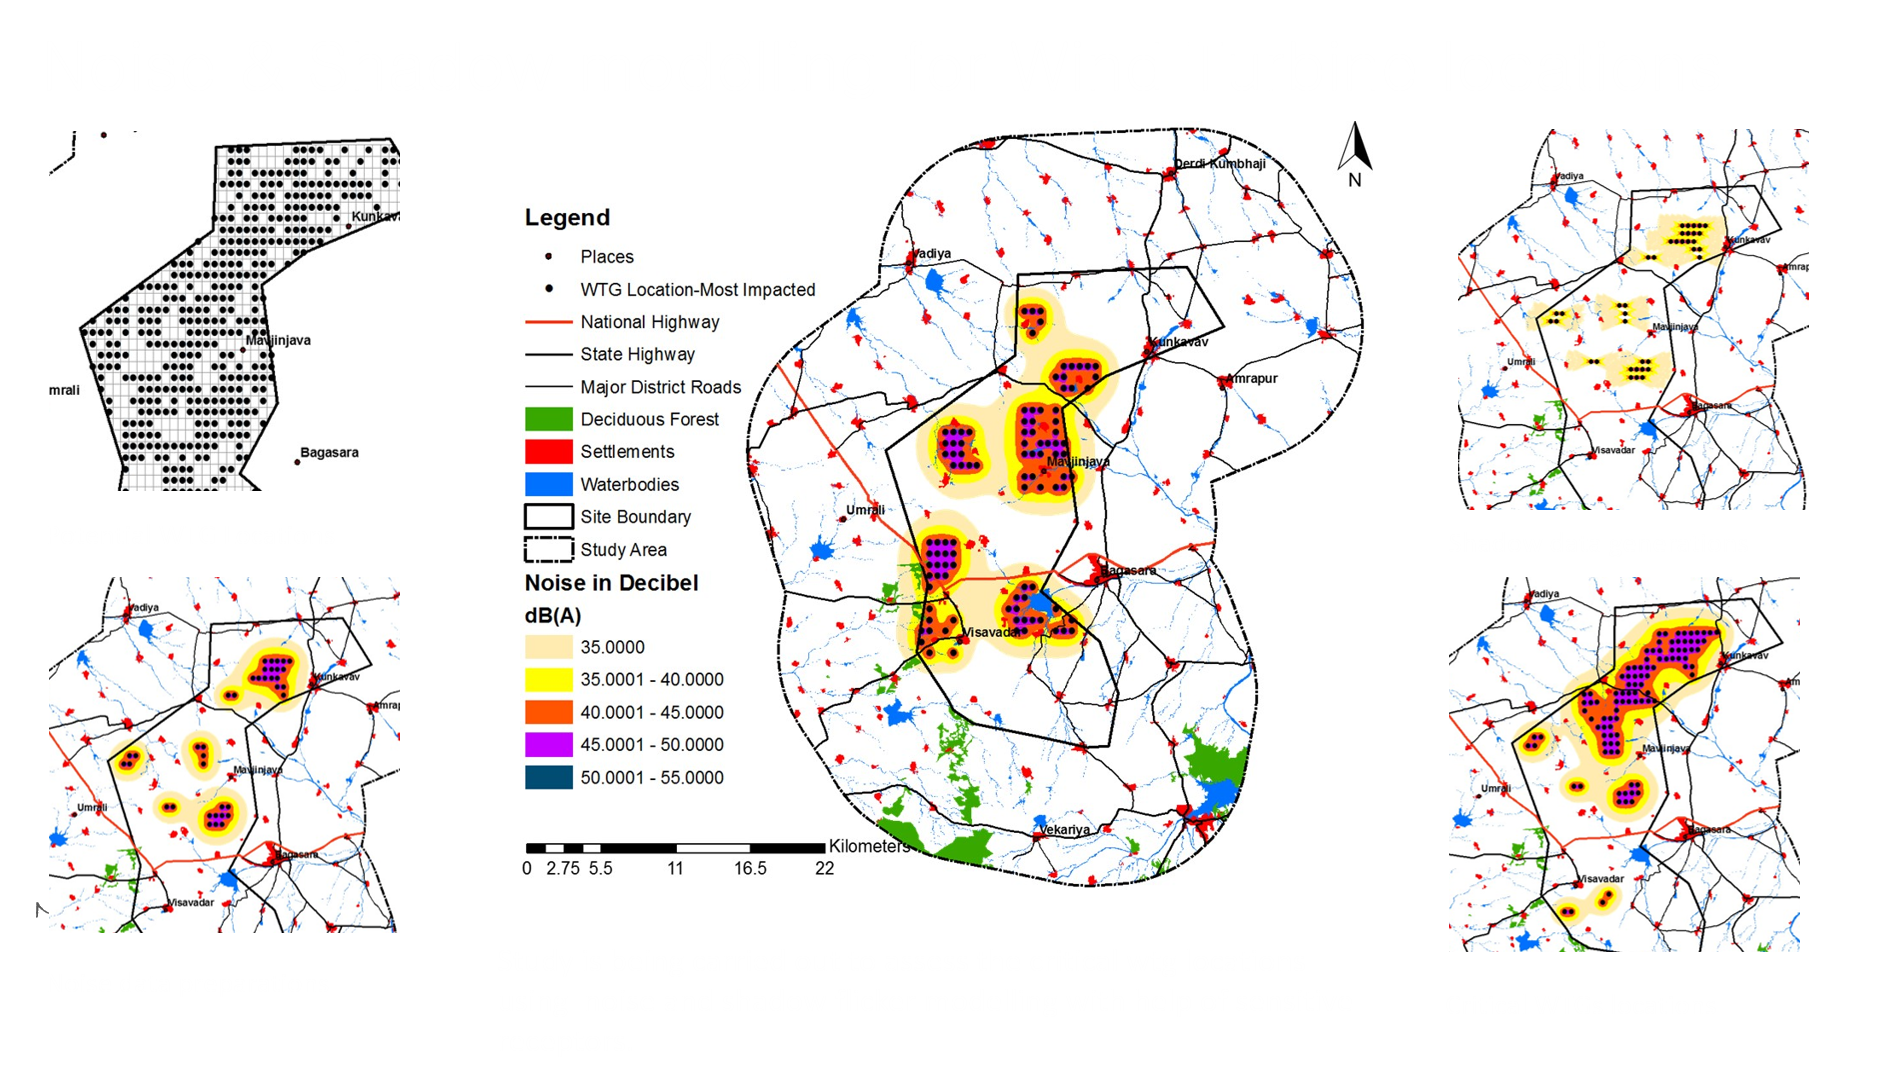 Kunkava
Mavjinjava
mrali
Bagasara
Vadiya
Kunkavav
Amrap
Mavjinjava
Umrali
Bagasara
Visavadar
Legend
Places
WTG Location-Most Impacted
National Highway
State Highway
Major District Roads
Deciduous Forest
Settlements
Waterbodies
Site Boundary
Study Area
Noise in Decibel
dB(A)
35.0000
35.0001 - 40.0000
40.0001 - 45.0000
45.0001 - 50.0000
50.0001 - 55.0000
0 2.75 5.5 11 16.5 22 Kilometers
N
Derdi Kumbhaji
Vadiya
Kunkavav
Amrapur
Mavjinjava
Umrali
Bagasara
Visavadar
Vekariya
Vadiya
Kunkavav
Amrap
Mavjinjava
Umrali
Bagasara
Visavadar
Vadiya
Kunkavav
Am
Mavjinjava
Umrali
Bagasara
Visavadar